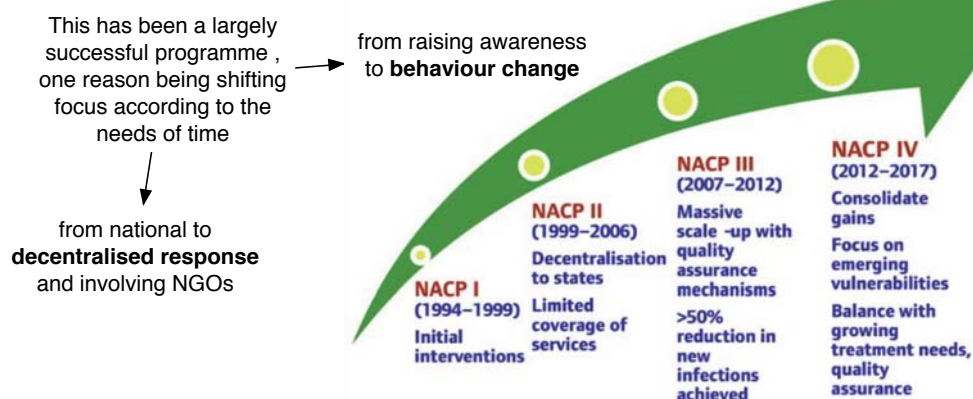 This has been a largely
successful programme ,
one reason being shifting
focus according to the
needs of time
from raising awareness
to behaviour change
from national to
decentralised response
and involving NGOs
NACP I
(1994–1999)
Initial
interventions
NACP II
(1999–2006)
Decentralisation
to states
Limited
coverage of
services
NACP III
(2007–2012)
Massive
scale -up with
quality
assurance
mechanisms
>50%
reduction in
new
infections
achieved
NACP IV
(2012–2017)
Consolidate
gains
Focus on
emerging
vulnerabilities
Balance with
growing
treatment needs,
quality
assurance